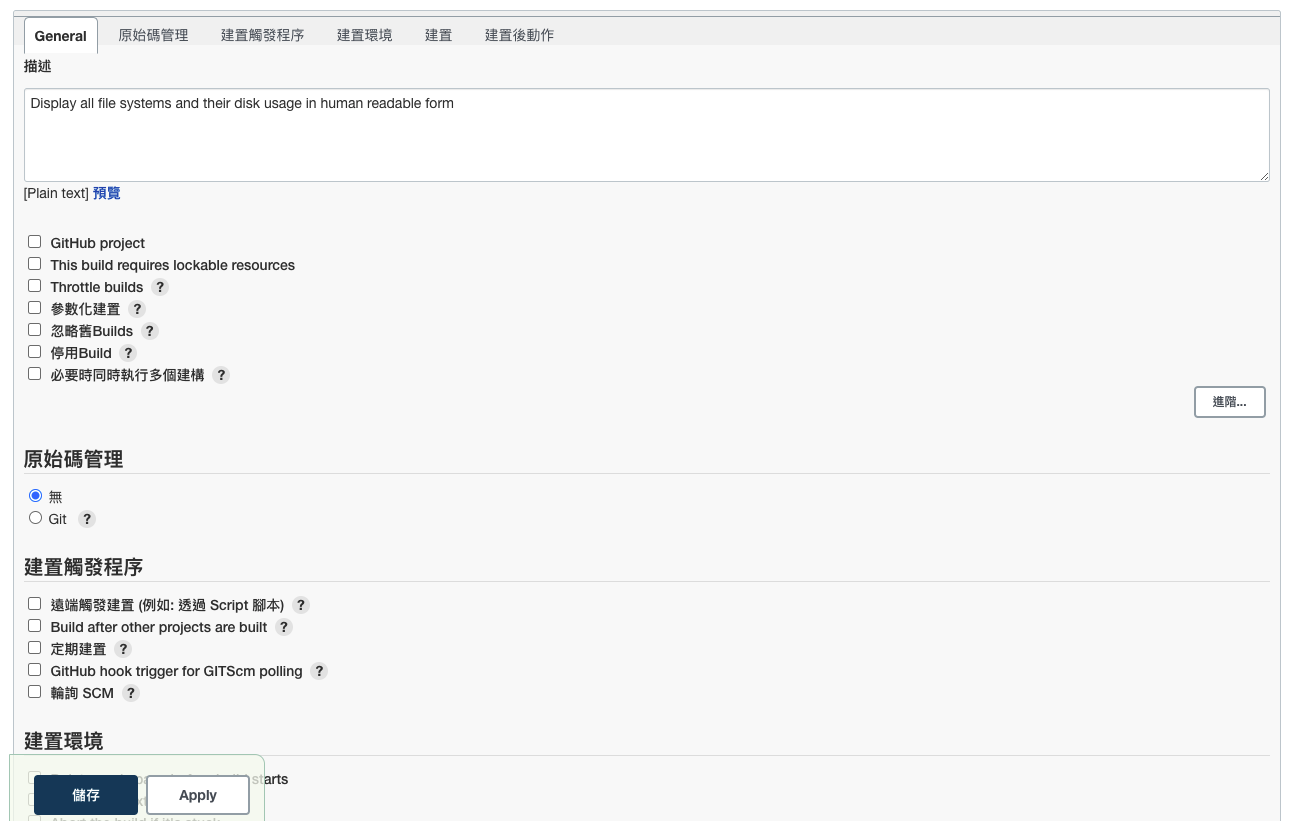 General 原始碼管理 建置觸發程序 建置環境 建置 建置後動作
描述
Display all file systems and their disk usage in human readable form
[Plain text] 預覽
GitHub project
This build requires lockable resources
Throttle builds ?
參數化建置 ?
忽略舊Builds ?
停用Build ?
必要時同時執行多個建構 ?
進階...
原始碼管理
無
Git ?
建置觸發程序
遠端觸發建置 (例如: 透過 Script 腳本) ?
Build after other projects are built ?
定期建置 ?
GitHub hook trigger for GITScm polling ?
輪詢 SCM ?
建置環境
starts
儲存 Apply
Abort the build if it's stuck